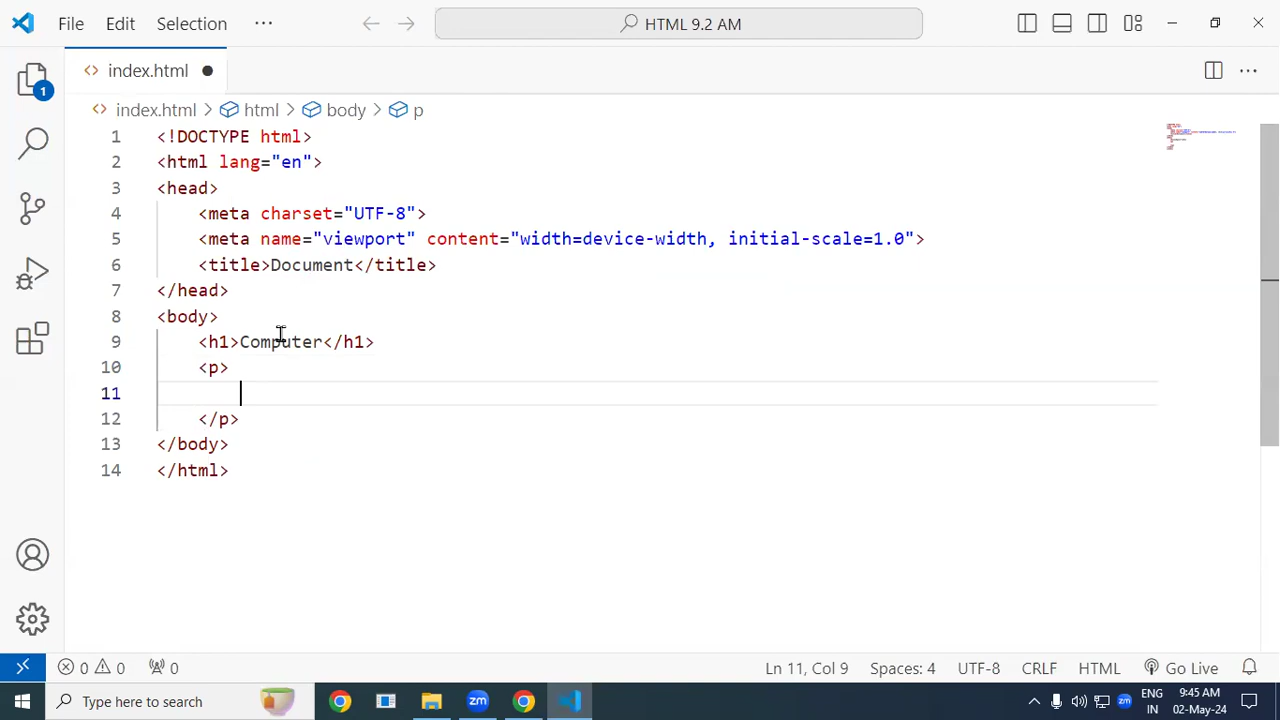 File Edit Selection ··· HTML 9.2 AM
index.html
index.html > html > body > p
1 <!DOCTYPE html>
2 <html lang="en">
3 <head>
4 <meta charset="UTF-8">
5 <meta name="viewport" content="width=device-width, initial-scale=1.0">
6 <title>Document</title>
7 </head>
8 <body>
9 <h1>Computer</h1>
10 <p>
11
12 </p>
13 </body>
14 </html>
1
0 0 0 Ln 11, Col 9 Spaces: 4 UTF-8 CRLF HTML Go Live
Type here to search zm zm ENG IN 9:45 AM 02-May-24